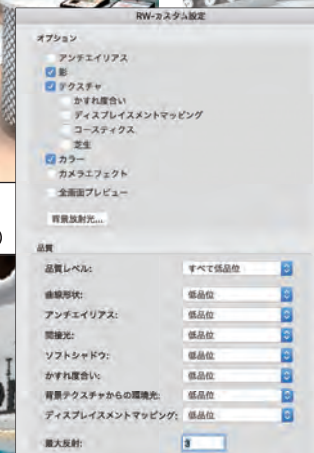 RW-カスタム設定
オプション
アンチエイリアス
影
テクスチャ
かすれ度合い
ディスプレイスメントマッピング
コースティクス
芝生
カラー
カメラエフェクト
全画面プレビュー
背景放射光...
)
品質
品質レベル: すべて低品位
曲線形状: 低品位
アンチエイリアス: 低品位
間接光: 低品位
ソフトシャドウ: 低品位
かすれ度合い: 低品位
背景テクスチャからの環境光: 低品位
ディスプレイスメントマッピング: 低品位
最大反射: 3